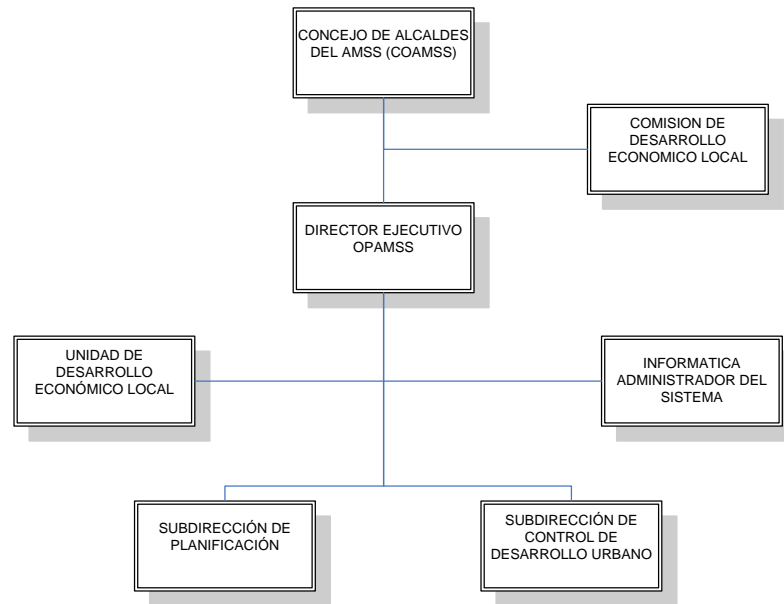 CONCEJO DE ALCALDES
DEL AMSS (COAMSS)
COMISION DE
DESARROLLO
ECONOMICO LOCAL
DIRECTOR EJECUTIVO
OPAMSS
UNIDAD DE
DESARROLLO
ECONÓMICO LOCAL
INFORMATICA
ADMINISTRADOR DEL
SISTEMA
SUBDIRECCIÓN DE
PLANIFICACIÓN
SUBDIRECCIÓN DE
CONTROL DE
DESARROLLO URBANO